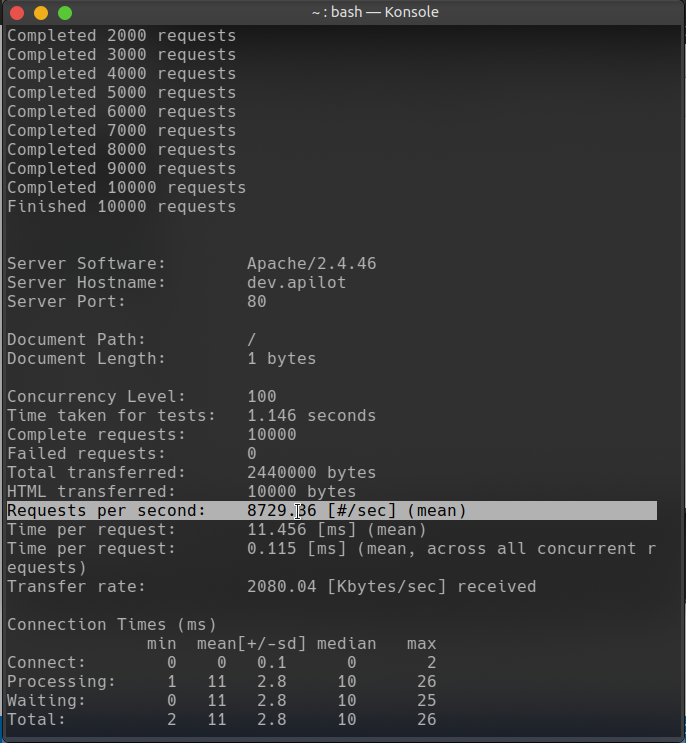 ~ : bash — Konsole
Completed 2000 requests
Completed 3000 requests
Completed 4000 requests
Completed 5000 requests
Completed 6000 requests
Completed 7000 requests
Completed 8000 requests
Completed 9000 requests
Completed 10000 requests
Finished 10000 requests
Server Software:        Apache/2.4.46
Server Hostname:        dev.apilot
Server Port:            80
Document Path:          /
Document Length:        1 bytes
Concurrency Level:      100
Time taken for tests:   1.146 seconds
Complete requests:      10000
Failed requests:        0
Total transferred:      2440000 bytes
HTML transferred:       10000 bytes
Requests per second:    8729.36 [#/sec] (mean)
Time per request:       11.456 [ms] (mean)
Time per request:       0.115 [ms] (mean, across all concurrent r
equests)
Transfer rate:          2080.04 [Kbytes/sec] received
Connection Times (ms)
              min  mean[+/-sd] median   max
Connect:        0    0   0.1      0       2
Processing:     1   11   2.8     10      26
Waiting:        0   11   2.8     10      25
Total:          2   11   2.8     10      26